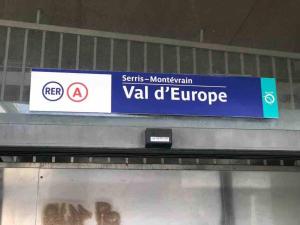 RER A
Serris–Montévrain
Val d'Europe